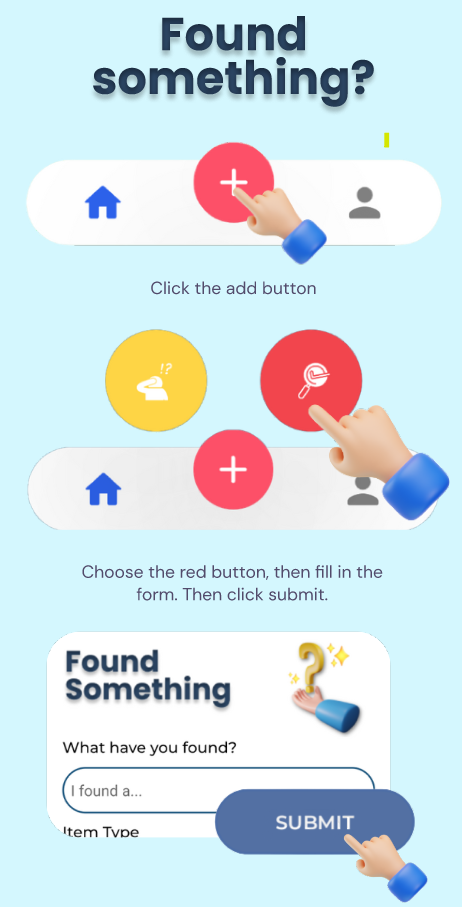 Found
something?
Click the add button
!?
Choose the red button, then fill in the
form. Then click submit.
Found
Something
What have you found?
I found a...
Item Type
SUBMIT